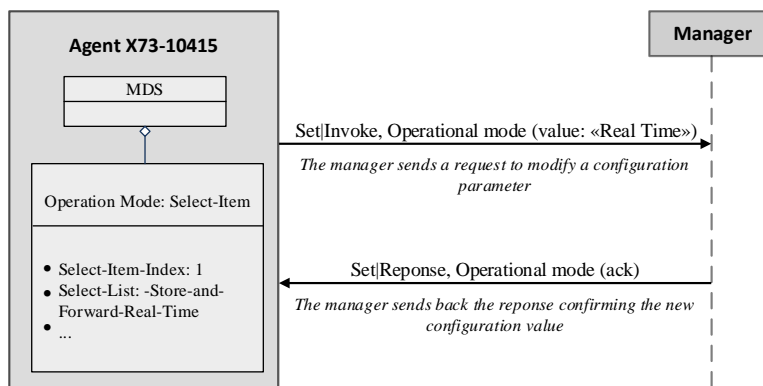 Agent X73-10415
Manager
MDS
Set|Invoke, Operational mode (value: «Real Time»)
The manager sends a request to modify a configuration
parameter
Operation Mode: Select-Item
• Select-Item-Index: 1
• Select-List: -Store-and-
Forward-Real-Time
• ...
Set|Reponse, Operational mode (ack)
The manager sends back the reponse confirming the new
configuration value